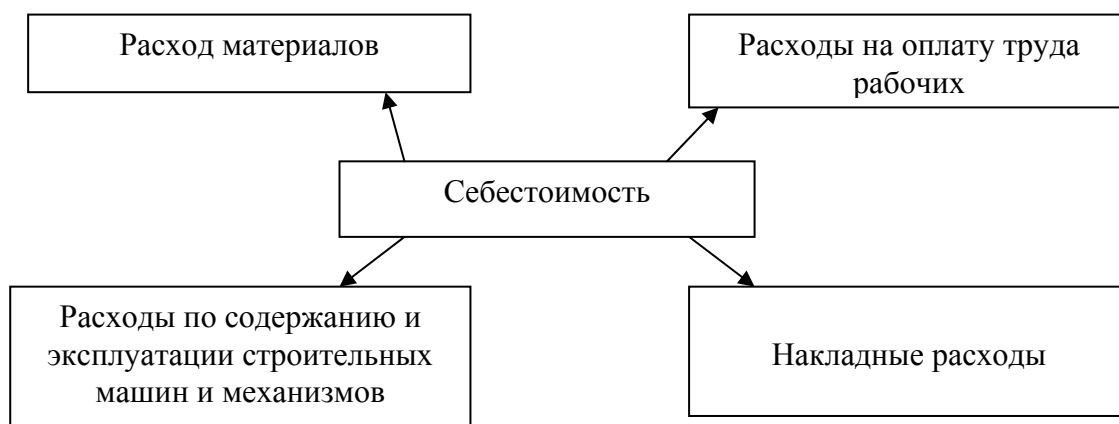 Расход материалов
Расходы на оплату труда
рабочих
Себестоимость
Расходы по содержанию и
эксплуатации строительных
машин и механизмов
Накладные расходы